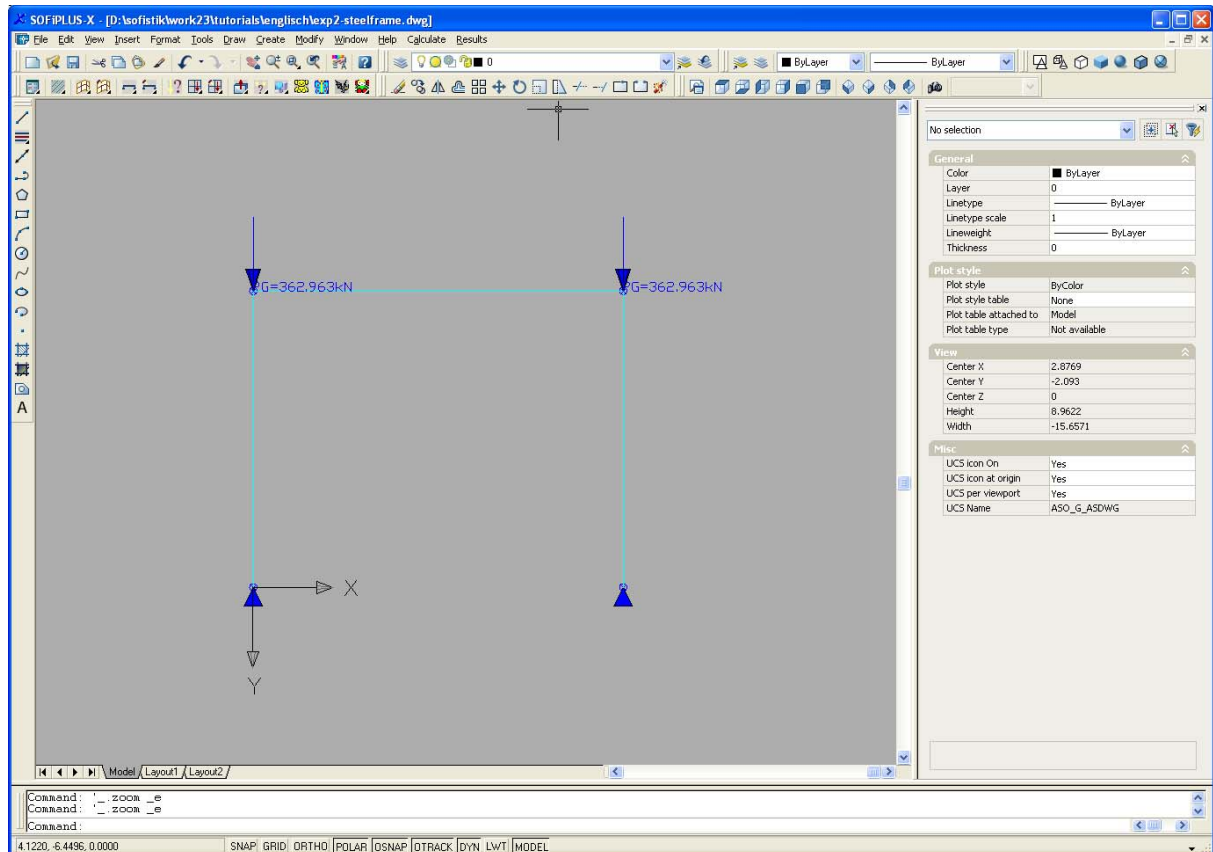 SOFiPLUS-X - [D:\sofistik\work23\tutorials\englisch\exp2-steelframe.dwg]
File Edit View Insert Format Tools Draw Create Modify Window Help Calculate Results
0
ByLayer
ByLayer
No selection
General
Color ByLayer
Layer 0
Linetype ByLayer
Linetype scale 1
Lineweight ByLayer
Thickness 0
Plot style
Plot style ByColor
Plot style table None
Plot table attached to Model
Plot table type Not available
View
Center X 2.8769
Center Y -2.093
Center Z 0
Height 8.9622
Width -15.6571
Misc
UCS icon On Yes
UCS icon at origin Yes
UCS per viewport Yes
UCS Name ASO_G_ASDWG
PG=362.963kN PG=362.963kN
X
Y
A
Model Layout1 Layout2
Command: '_.zoom _e
Command: '_.zoom _e
Command:
4.1220, -6.4496, 0.0000 SNAP GRID ORTHO POLAR OSNAP OTRACK DYN LWT MODEL